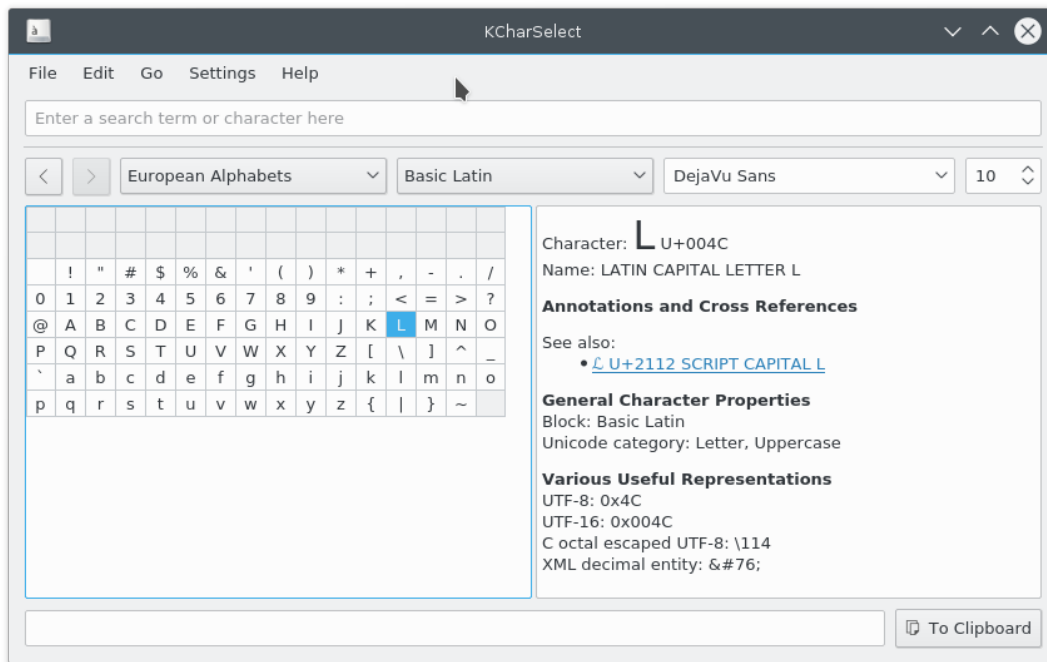 KCharSelect
File Edit Go Settings Help
Enter a search term or character here
European Alphabets Basic Latin DejaVu Sans 10
! " # $ % & ' ( ) * + , - . /
0 1 2 3 4 5 6 7 8 9 : ; < = > ?
@ A B C D E F G H I J K L M N O
P Q R S T U V W X Y Z [ \ ] ^ _
` a b c d e f g h i j k l m n o
p q r s t u v w x y z { | } ~
Character: L U+004C
Name: LATIN CAPITAL LETTER L
Annotations and Cross References
See also:
• ℒ U+2112 SCRIPT CAPITAL L
General Character Properties
Block: Basic Latin
Unicode category: Letter, Uppercase
Various Useful Representations
UTF-8: 0x4C
UTF-16: 0x004C
C octal escaped UTF-8: \114
XML decimal entity: &#76;
To Clipboard